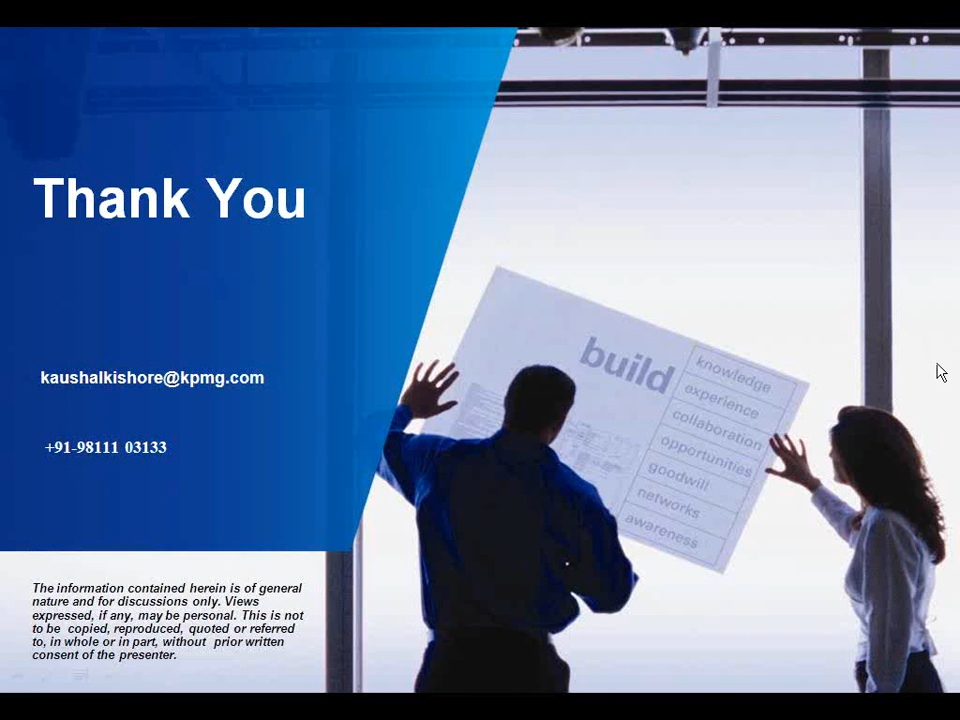 Thank You
kaushalkishore@kpmg.com
+91-98111 03133
build
knowledge
experience
collaboration
opportunities
goodwill
networks
awareness
The information contained herein is of general
nature and for discussions only. Views
expressed, if any, may be personal. This is not
to be  copied, reproduced, quoted or referred
to, in whole or in part, without  prior written
consent of the presenter.